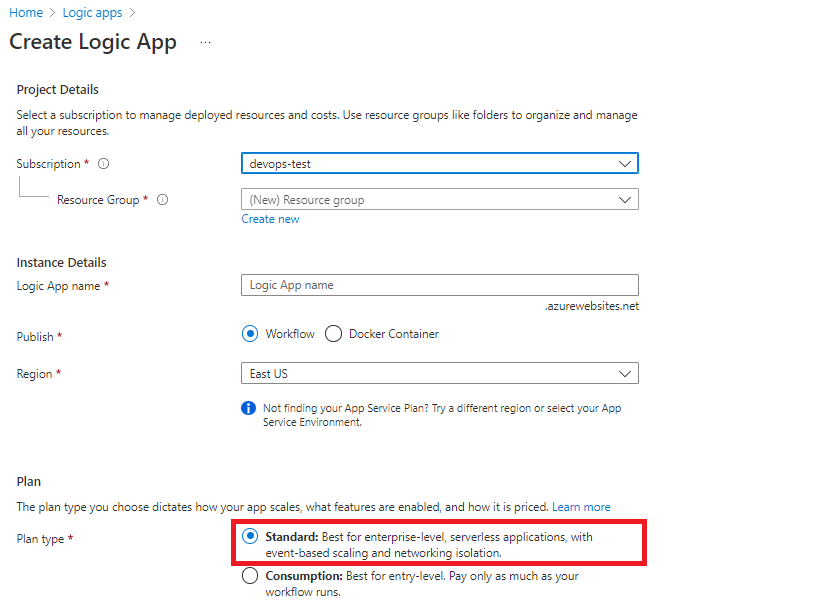 Home > Logic apps >
Create Logic App ...
Project Details
Select a subscription to manage deployed resources and costs. Use resource groups like folders to organize and manage
all your resources.
Subscription *
devops-test
Resource Group *
(New) Resource group
Create new
Instance Details
Logic App name *
Logic App name
.azurewebsites.net
Publish *
Workflow
Docker Container
Region *
East US
Not finding your App Service Plan? Try a different region or select your App
Service Environment.
Plan
The plan type you choose dictates how your app scales, what features are enabled, and how it is priced. Learn more
Plan type *
Standard: Best for enterprise-level, serverless applications, with
event-based scaling and networking isolation.
Consumption: Best for entry-level. Pay only as much as your
workflow runs.